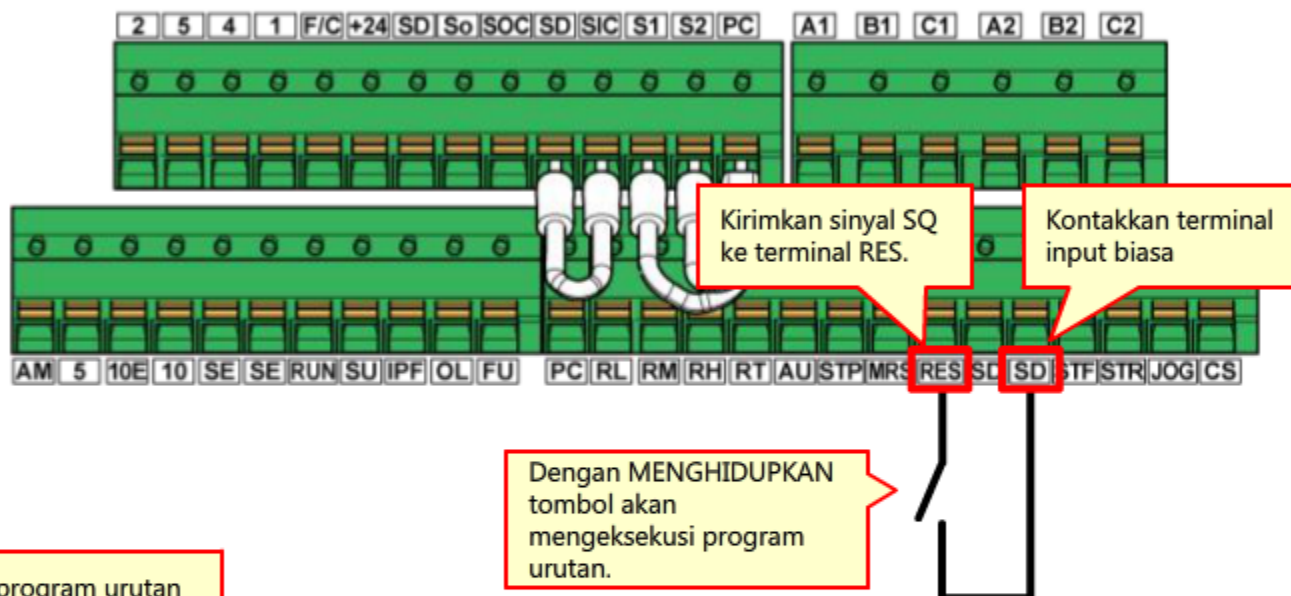 2 5 4 1 F/C +24 SD So SOC SD SIC S1 S2 PC A1 B1 C1 A2 B2 C2
Kirimkan sinyal SQ
ke terminal RES.
Kontakkan terminal
input biasa
AM 5 10E 10 SE SE RUN SU IPF OL FU PC RL RM RH RT AU STP MRS RES SD SD STF STR JOG CS
Dengan MENGHIDUPKAN
tombol akan
mengeksekusi program
urutan.
program urutan